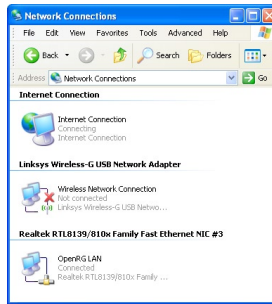 Network Connections
File Edit View Favorites Tools Advanced Help
Back Search Folders
Address Network Connections Go
Internet Connection
Internet Connection
Connecting
Internet Connection
Linksys Wireless-G USB Network Adapter
Wireless Network Connection
Not connected
Linksys Wireless-G USB Netwo...
Realtek RTL8139/810x Family Fast Ethernet NIC #3
OpenRG LAN
Connected
Realtek RTL8139/810x Family ...